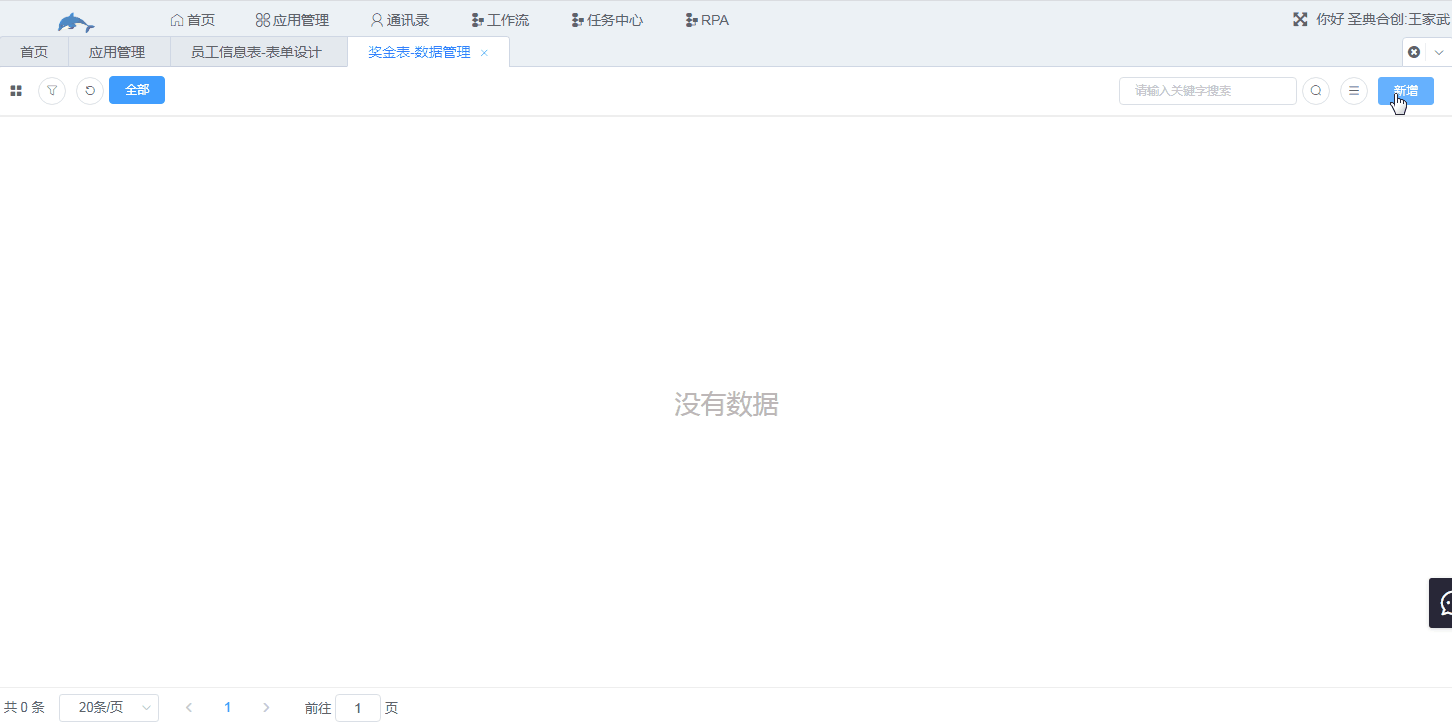 首页 应用管理 通讯录 工作流 任务中心 RPA 你好 圣典合创:王家武
首页 应用管理 员工信息表-表单设计 奖金表-数据管理
全部 请输入关键字搜索 新增
没有数据
共 0 条 20条/页 1 前往 1 页